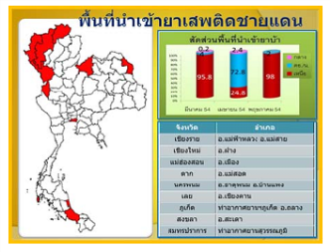 พื้นที่นำเข้ายาเสพติดชายแดน
สัดส่วนพื้นที่นำเข้ายาบ้า
0.2
2.4
95.8
72.8
24.8
98
มีนาคม 54
เมษายน 54
พฤษภาคม 54
กลาง
เหนือ
จังหวัด
อำเภอ
เชียงราย
อ.แม่ฟ้าหลวง อ.แม่สาย
เชียงใหม่
อ.ฝาง
แม่ฮ่องสอน
อ.เมือง
ตาก
อ.แม่สอด
นครพนม
อ.ธาตุพนม อ.บ้านแพง
เลย
อ.เชียงคาน
ภูเก็ต
ท่าอากาศยานภูเก็ต อ.ถลาง
สงขลา
อ.สะเดา
สมุทรปราการ
ท่าอากาศยานสุวรรณภูมิ